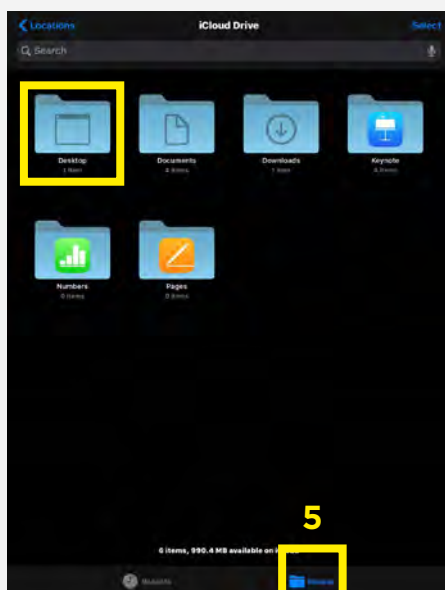 Locations iCloud Drive Select
Search
Desktop Documents Downloads Keynote
1 item 4 items 1 item 4 items
Numbers Pages
0 items 0 items
5
6 items, 990.4 MB available on
Recents Browse